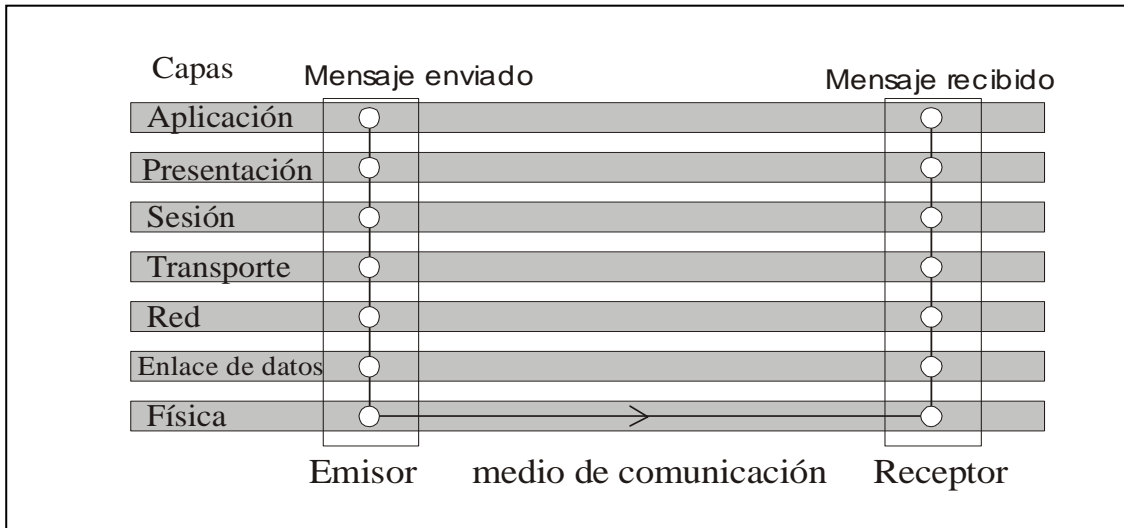 Capas
Mensaje enviado
Mensaje recibido
Aplicación
Presentación
Sesión
Transporte
Red
Enlace de datos
Física
Emisor
medio de comunicación
Receptor